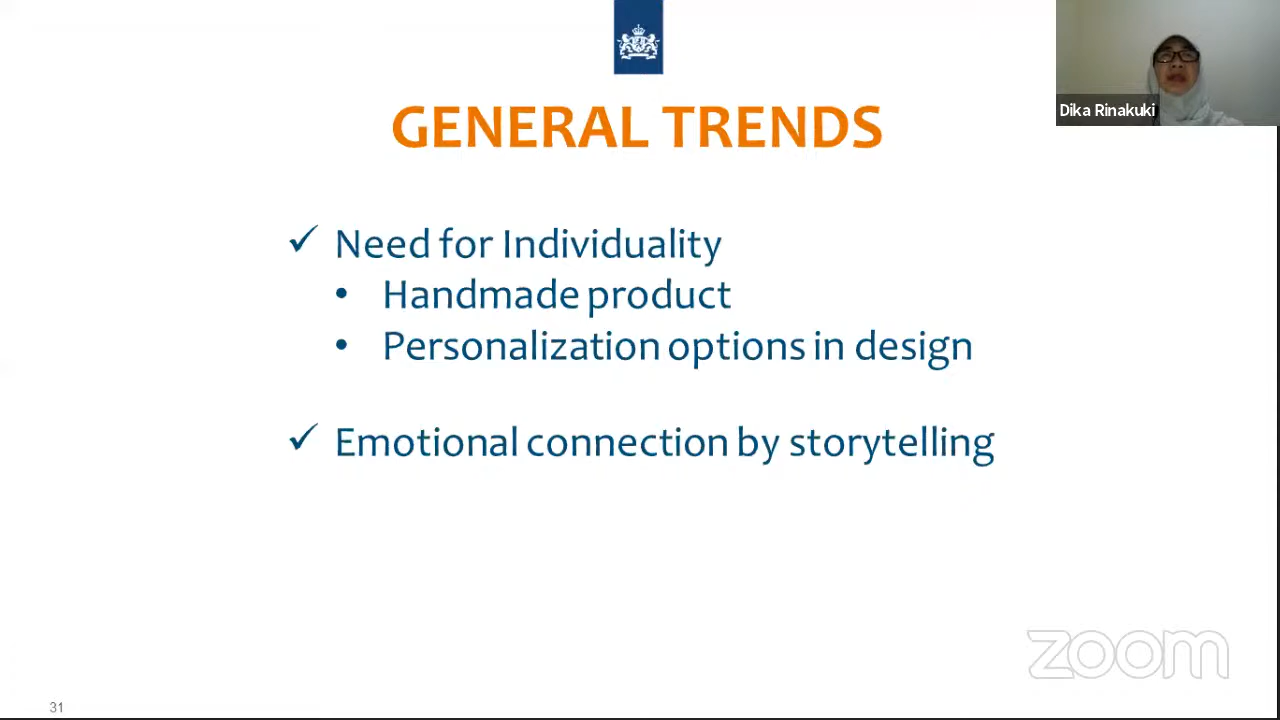 Dika Rinakuki
GENERAL TRENDS
✓ Need for Individuality
• Handmade product
• Personalization options in design
✓ Emotional connection by storytelling
zoom
31